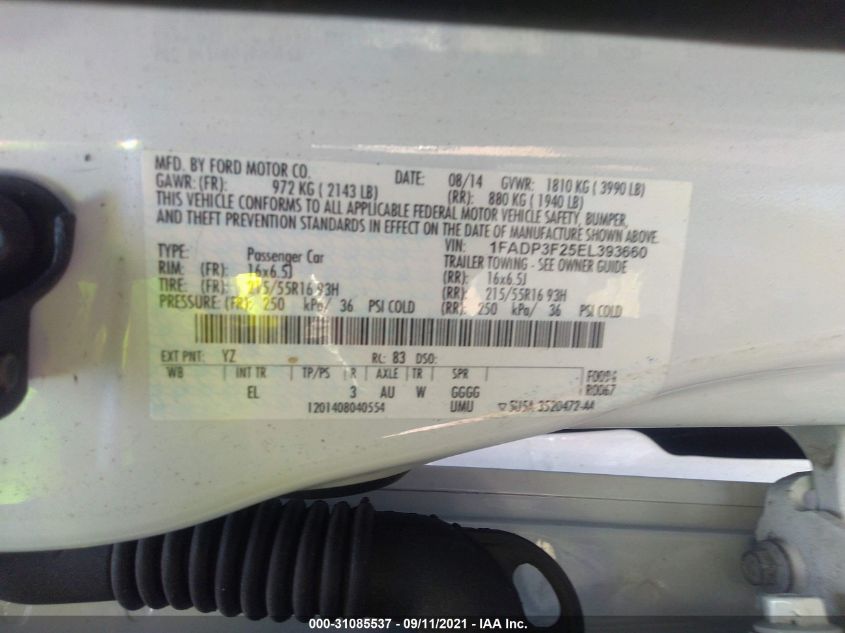 MFD. BY FORD MOTOR CO. DATE: 08/14 GVWR: 1810 KG ( 3990 LB)
GAWR: (FR): 972 KG ( 2143 LB) (RR): 880 KG ( 1940 LB)
THIS VEHICLE CONFORMS TO ALL APPLICABLE FEDERAL MOTOR VEHICLE SAFETY, BUMPER,
AND THEFT PREVENTION STANDARDS IN EFFECT ON THE DATE OF MANUFACTURE SHOWN ABOVE.
VIN: 1FADP3F25EL393660
TYPE: Passenger Car TRAILER TOWING - SEE OWNER GUIDE
RIM: (FR): 16x6.5J (RR): 16x6.5J
TIRE: (FR): 215/55R16 93H (RR): 215/55R16 93H
PRESSURE: (FR): 250 kPa/ 36 PSI COLD (RR): 250 kPa/ 36 PSI COLD
EXT PNT: YZ RC: 83 DSO:
WB INT TR TP/PS R AXLE TR SPR
EL 3 AU W GGGG
R0067
1201408040554 UMU
000-31085537 - 09/11/2021 - IAA Inc.